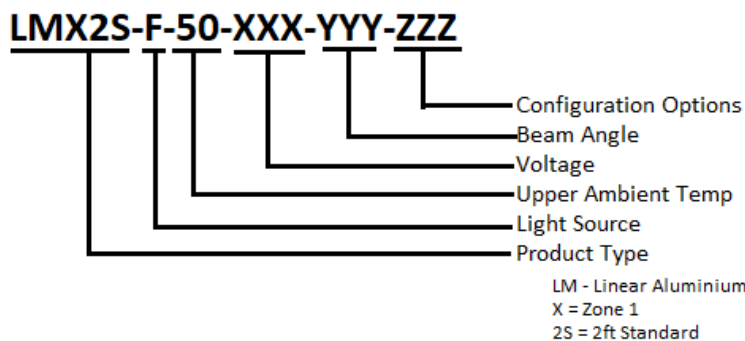 LMX2S-F-50-XXX-YYY-ZZZ
Configuration Options
Beam Angle
Voltage
Upper Ambient Temp
Light Source
Product Type
LM - Linear Aluminium
X = Zone 1
2S = 2ft Standard